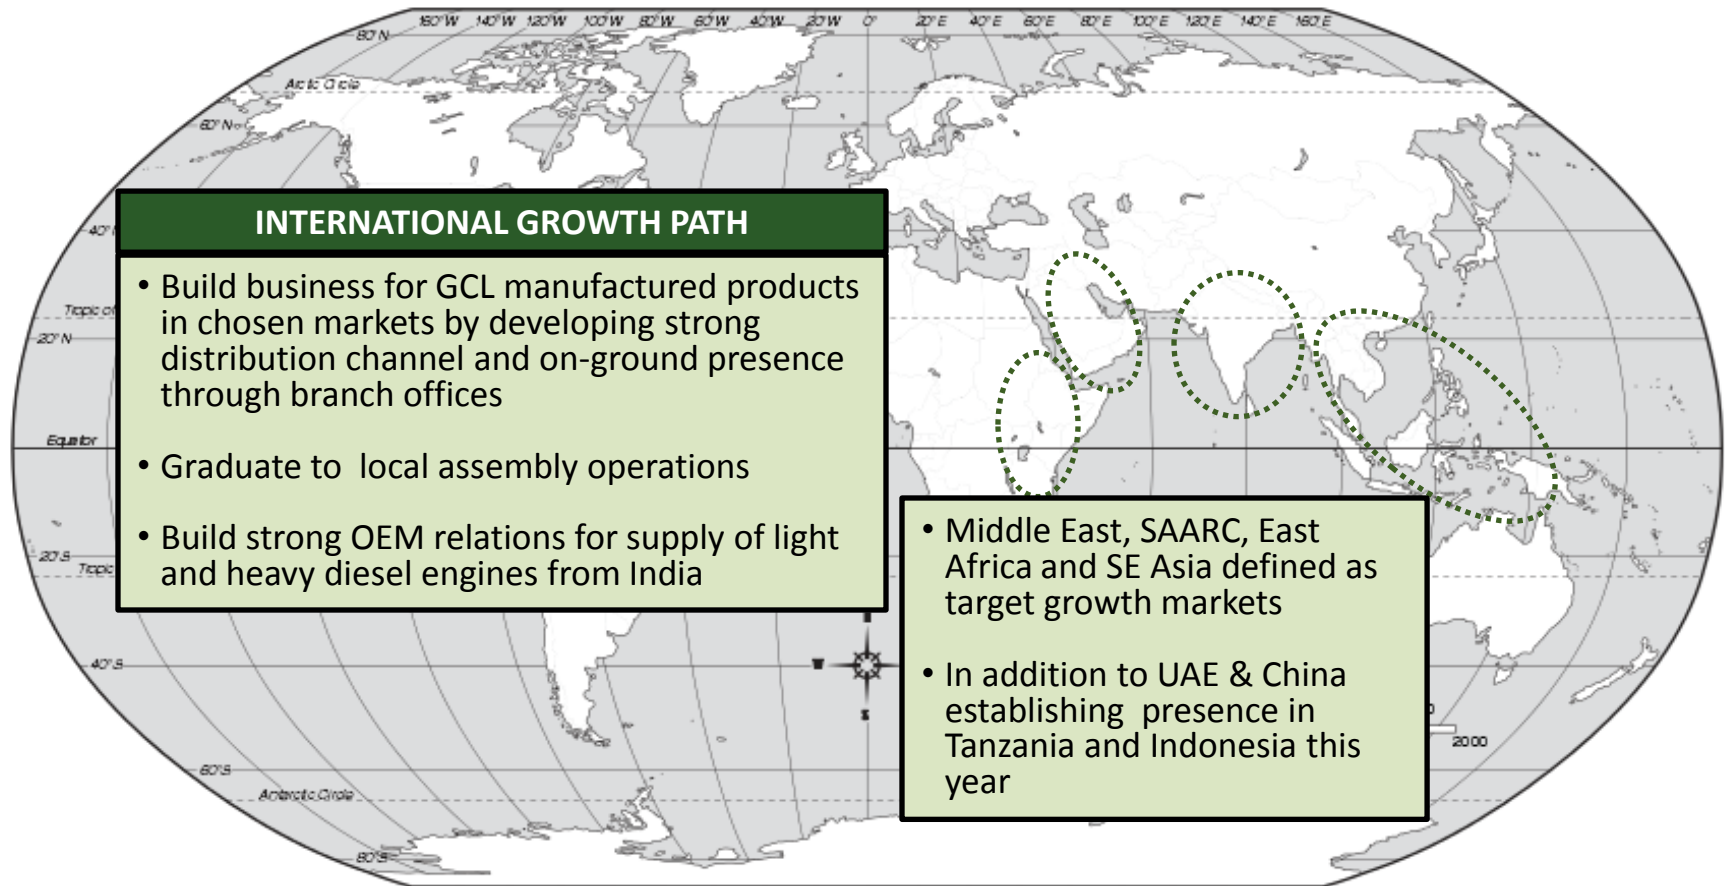 160°W 140°W 120°W 100°W 80°W 60°W 40°W 20°W 0° 20°E 40°E 60°E 80°E 100°E 120°E 140°E 160°E
80°N
Arctic Circle
60°N
INTERNATIONAL GROWTH PATH
• Build business for GCL manufactured products
in chosen markets by developing strong
distribution channel and on-ground presence
through branch offices
• Graduate to local assembly operations
• Build strong OEM relations for supply of light
and heavy diesel engines from India
40°
Tropic of
20°N
Equator
20°S
Tropic
• Middle East, SAARC, East
Africa and SE Asia defined as
target growth markets
• In addition to UAE & China
establishing presence in
Tanzania and Indonesia this
year
W
S
40°S
2000
60°S
Antarctic Circle
80°S